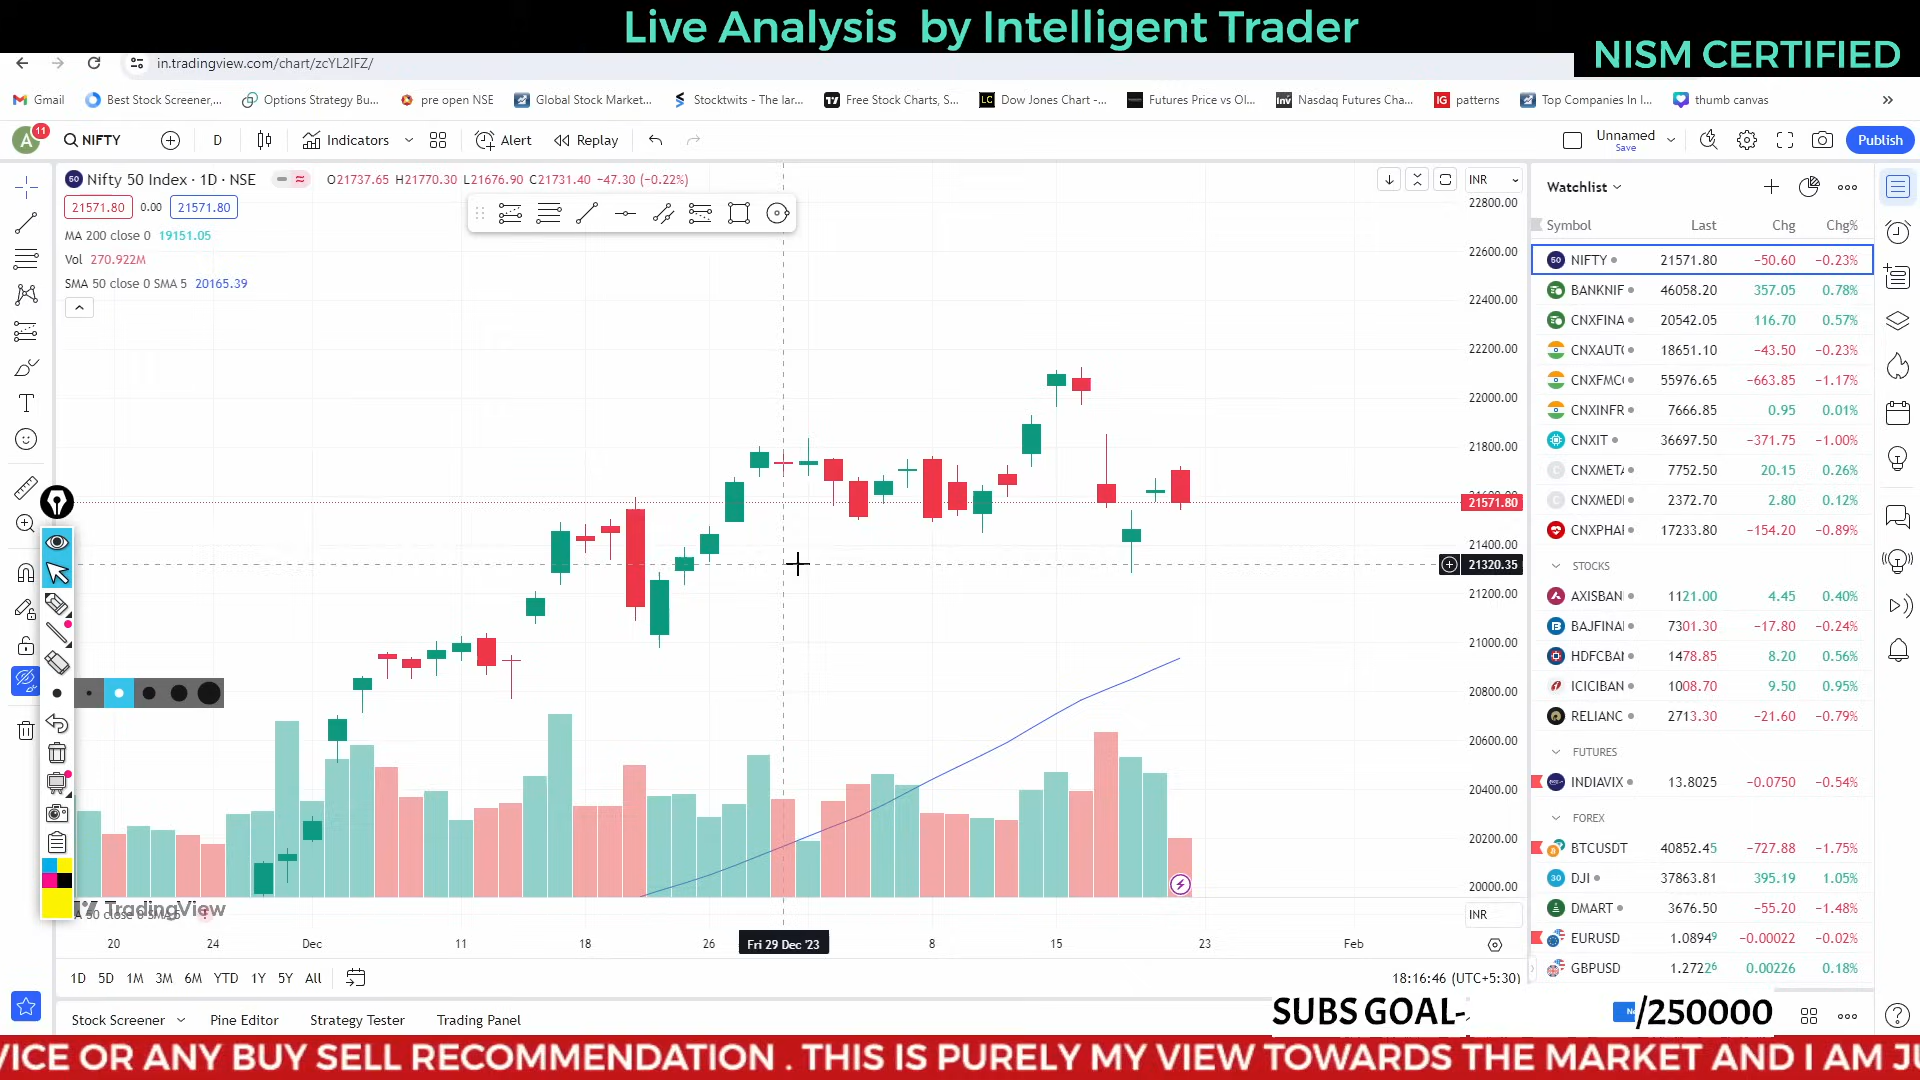 Live Analysis by Intelligent Trader
NISM CERTIFIED
in.tradingview.com/chart/zcYL2IFZ/
Gmail
Best Stock Screener,...
Options Strategy Bu...
pre open NSE
Global Stock Market...
Stocktwits - The lar...
Free Stock Charts, S...
Dow Jones Chart -...
Futures Price vs OI...
Nasdaq Futures Cha...
patterns
Top Companies In I...
thumb canvas
A 11
NIFTY
D
Indicators
Alert
Replay
Unnamed
Save
Publish
Nifty 50 Index · 1D · NSE
O21737.65 H21770.30 L21676.90 C21731.40 −47.30 (−0.22%)
21571.80 0.00 21571.80
MA 200 close 0 19151.05
Vol 270.922M
SMA 50 close 0 SMA 5 20165.39
INR
22800.00
22600.00
22400.00
22200.00
22000.00
21800.00
21571.80
21400.00
21320.35
21200.00
21000.00
20800.00
20600.00
20400.00
20200.00
20000.00
INR
TradingView
20 24 Dec 11 18 26 Fri 29 Dec '23 8 15 23 Feb
1D 5D 1M 3M 6M YTD 1Y 5Y All
18:16:46 (UTC+5:30)
Stock Screener Pine Editor Strategy Tester Trading Panel
Watchlist
Symbol Last Chg Chg%
NIFTY 21571.80 −50.60 −0.23%
BANKNIF 46058.20 357.05 0.78%
CNXFINA 20542.05 116.70 0.57%
CNXAUT 18651.10 −43.50 −0.23%
CNXFMC 55976.65 −663.85 −1.17%
CNXINFR 7666.85 0.95 0.01%
CNXIT 36697.50 −371.75 −1.00%
CNXMETA 7752.50 20.15 0.26%
CNXMEDI 2372.70 2.80 0.12%
CNXPHAI 17233.80 −154.20 −0.89%
STOCKS
AXISBAN 1121.00 4.45 0.40%
BAJFINA 7301.30 −17.80 −0.24%
HDFCBA 1478.85 8.20 0.56%
ICICIBAN 1008.70 9.50 0.95%
RELIANC 2713.30 −21.60 −0.79%
FUTURES
INDIAVIX 13.8025 −0.0750 −0.54%
FOREX
BTCUSDT 40852.45 −727.88 −1.75%
DJI 37863.81 395.19 1.05%
DMART 3676.50 −55.20 −1.48%
EURUSD 1.08949 −0.00022 −0.02%
GBPUSD 1.27226 0.00226 0.18%
SUBS GOAL- /250000
VICE OR ANY BUY SELL RECOMMENDATION . THIS IS PURELY MY VIEW TOWARDS THE MARKET AND I AM JU